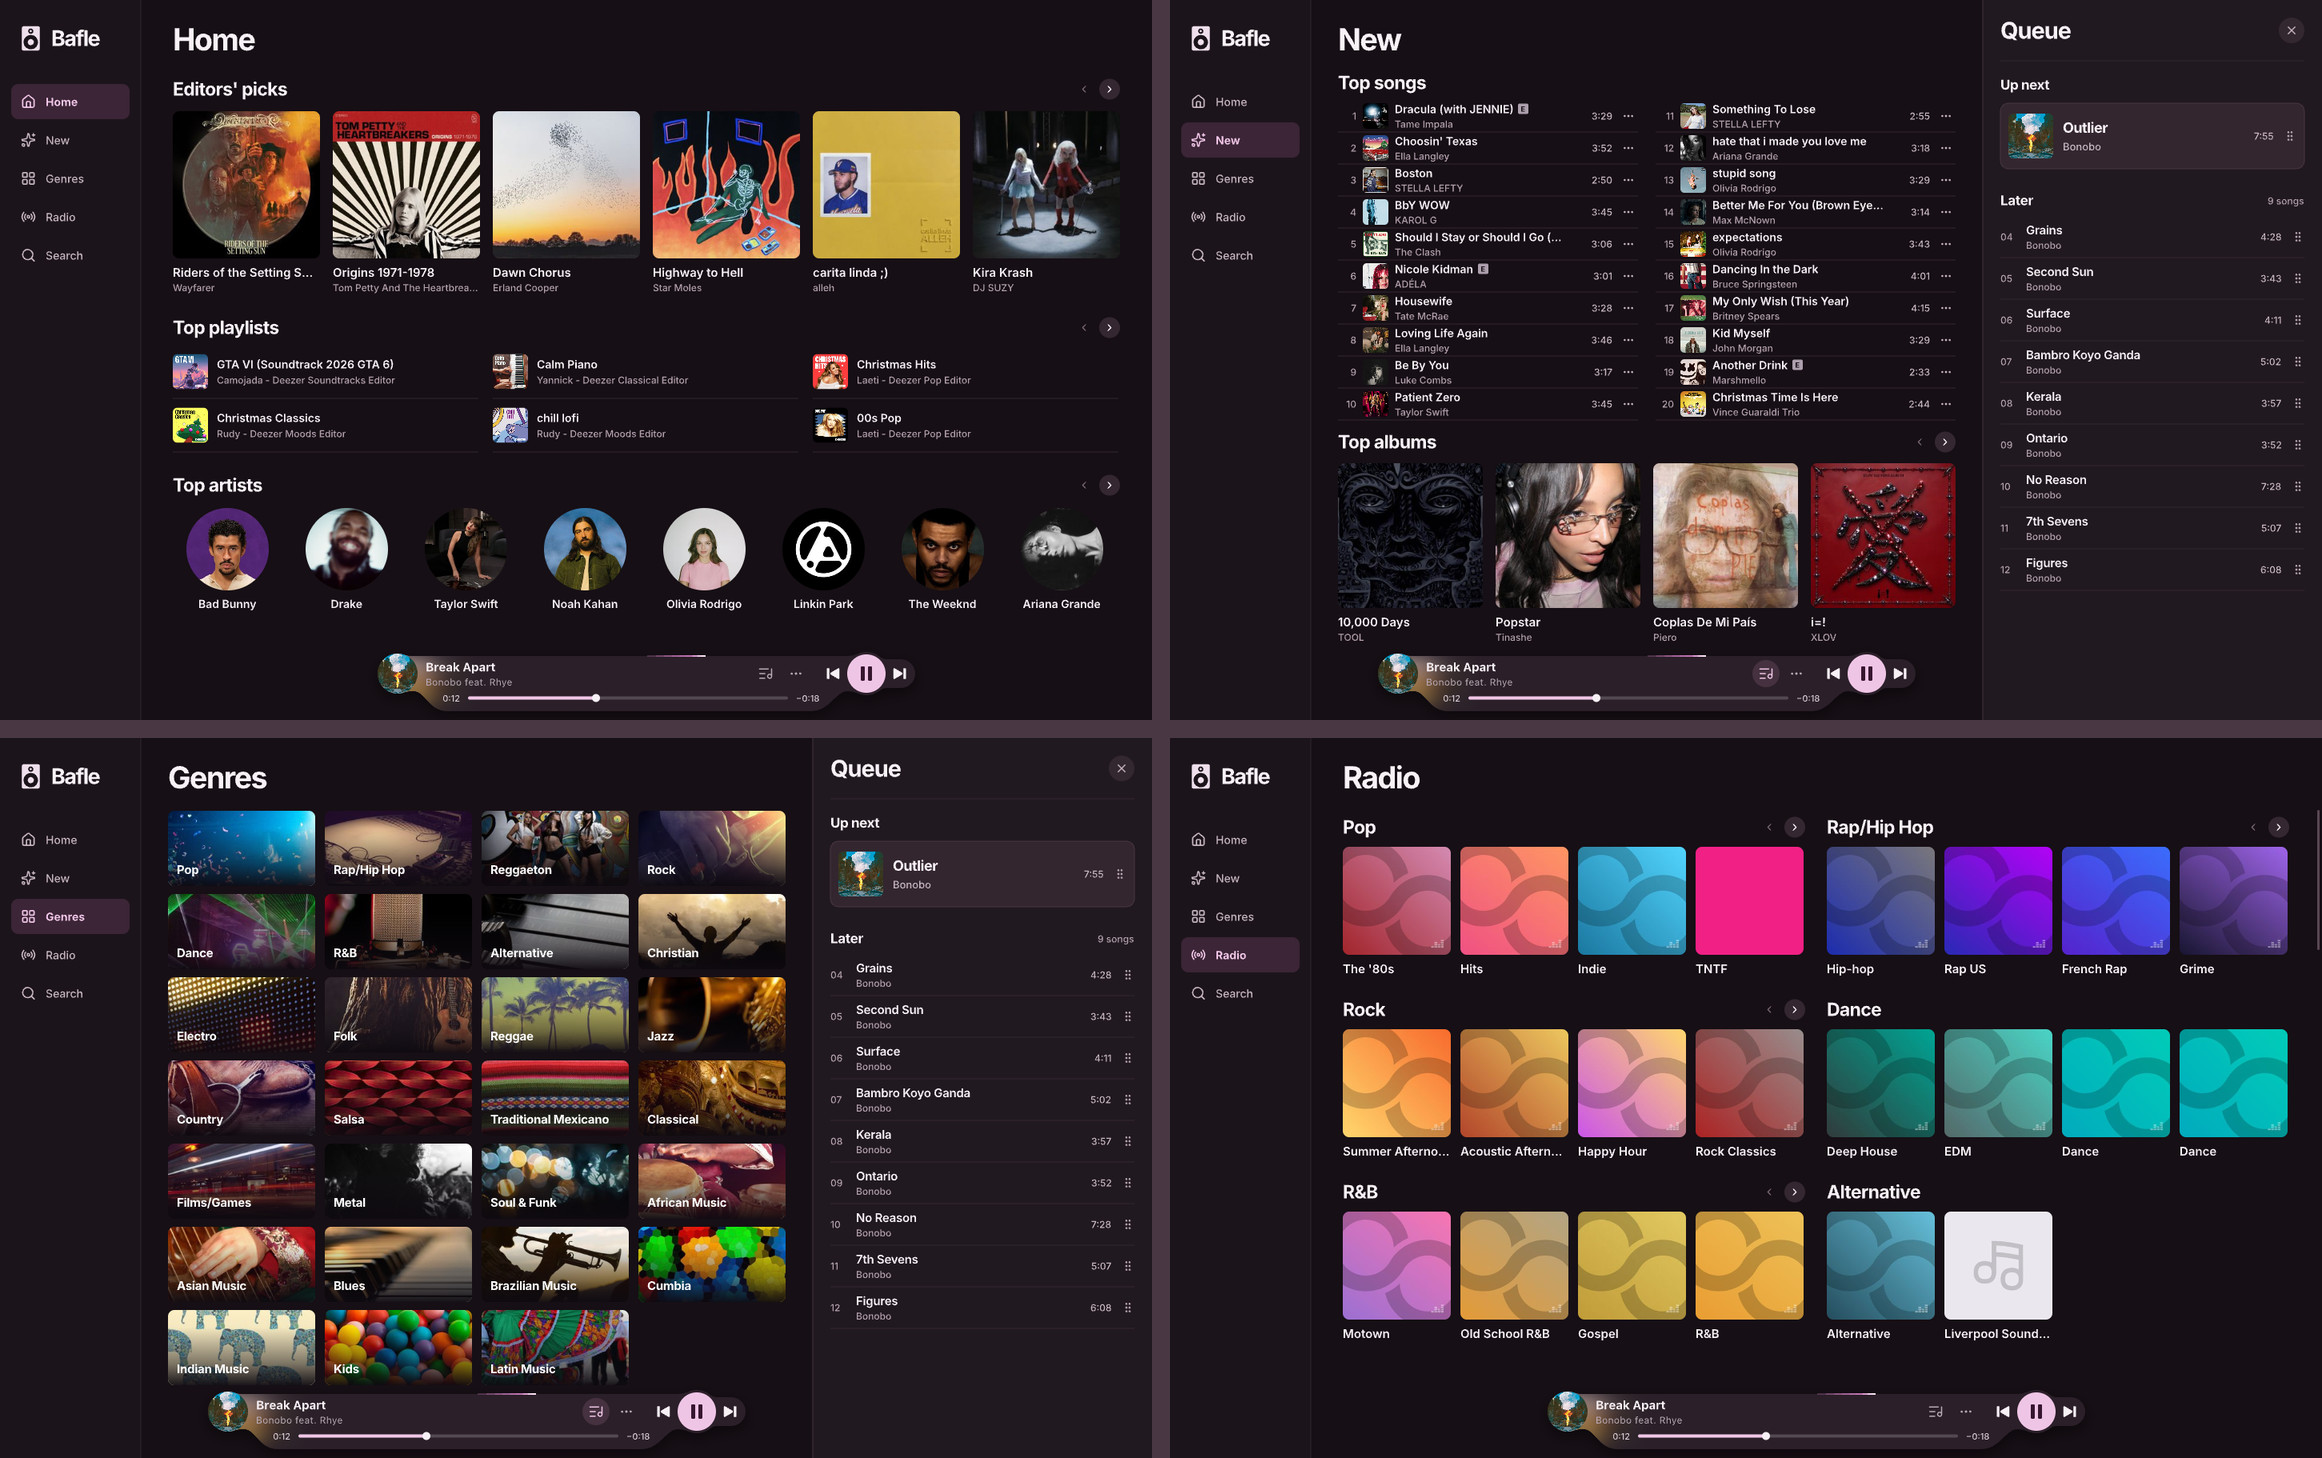 Bafle
Home
New
Genres
Radio
Search
Home
Editors' picks
Riders of the Setting S...
Wayfarer
Origins 1971-1978
Tom Petty And The Heartbrea...
Dawn Chorus
Erland Cooper
Highway to Hell
Star Moles
carita linda ;)
alleh
Kira Krash
DJ SUZY
Top playlists
GTA VI (Soundtrack 2026 GTA 6)
Camojada - Deezer Soundtracks Editor
Calm Piano
Yannick - Deezer Classical Editor
Christmas Hits
Laeti - Deezer Pop Editor
Christmas Classics
Rudy - Deezer Moods Editor
chill lofi
Rudy - Deezer Moods Editor
00s Pop
Laeti - Deezer Pop Editor
Top artists
Bad Bunny
Drake
Taylor Swift
Noah Kahan
Olivia Rodrigo
Linkin Park
The Weeknd
Ariana Grande
Break Apart
Bonobo feat. Rhye
0:12
−0:18
Bafle
Home
New
Genres
Radio
Search
New
Top songs
1 Dracula (with JENNIE) E 3:29
Tame Impala
2 Choosin' Texas 3:52
Ella Langley
3 Boston 2:50
STELLA LEFTY
4 BbY WOW 3:45
KAROL G
5 Should I Stay or Should I Go (... 3:06
The Clash
6 Nicole Kidman E 3:01
ADÉLA
7 Housewife 3:28
Tate McRae
8 Loving Life Again 3:46
Ella Langley
9 Be By You 3:17
Luke Combs
10 Patient Zero 3:45
Taylor Swift
11 Something To Lose 2:55
STELLA LEFTY
12 hate that i made you love me 3:18
Ariana Grande
13 stupid song 3:29
Olivia Rodrigo
14 Better Me For You (Brown Eye... 3:14
Max McNown
15 expectations 3:43
Olivia Rodrigo
16 Dancing In the Dark 4:01
Bruce Springsteen
17 My Only Wish (This Year) 4:15
Britney Spears
18 Kid Myself 3:29
John Morgan
19 Another Drink E 2:33
Marshmello
20 Christmas Time Is Here 2:44
Vince Guaraldi Trio
Top albums
10,000 Days
TOOL
Popstar
Tinashe
Coplas De Mi País
Piero
i=!
XLOV
Break Apart
Bonobo feat. Rhye
0:12
−0:18
Queue
Up next
Outlier
Bonobo
7:55
Later
9 songs
04 Grains 4:28
Bonobo
05 Second Sun 3:43
Bonobo
06 Surface 4:11
Bonobo
07 Bambro Koyo Ganda 5:02
Bonobo
08 Kerala 3:57
Bonobo
09 Ontario 3:52
Bonobo
10 No Reason 7:28
Bonobo
11 7th Sevens 5:07
Bonobo
12 Figures 6:08
Bonobo
Bafle
Home
New
Genres
Radio
Search
Genres
Pop
Rap/Hip Hop
Reggaeton
Rock
Dance
R&B
Alternative
Christian
Electro
Folk
Reggae
Jazz
Country
Salsa
Traditional Mexicano
Classical
Films/Games
Metal
Soul & Funk
African Music
Asian Music
Blues
Brazilian Music
Cumbia
Indian Music
Kids
Latin Music
Break Apart
Bonobo feat. Rhye
0:12
−0:18
Queue
Up next
Outlier
Bonobo
7:55
Later
9 songs
04 Grains 4:28
Bonobo
05 Second Sun 3:43
Bonobo
06 Surface 4:11
Bonobo
07 Bambro Koyo Ganda 5:02
Bonobo
08 Kerala 3:57
Bonobo
09 Ontario 3:52
Bonobo
10 No Reason 7:28
Bonobo
11 7th Sevens 5:07
Bonobo
12 Figures 6:08
Bonobo
Bafle
Home
New
Genres
Radio
Search
Radio
Pop
The '80s
Hits
Indie
TNTF
Rap/Hip Hop
Hip-hop
Rap US
French Rap
Grime
Rock
Summer Afterno...
Acoustic Aftern...
Happy Hour
Rock Classics
Dance
Deep House
EDM
Dance
Dance
R&B
Motown
Old School R&B
Gospel
R&B
Alternative
Alternative
Liverpool Sound...
Break Apart
Bonobo feat. Rhye
0:12
−0:18